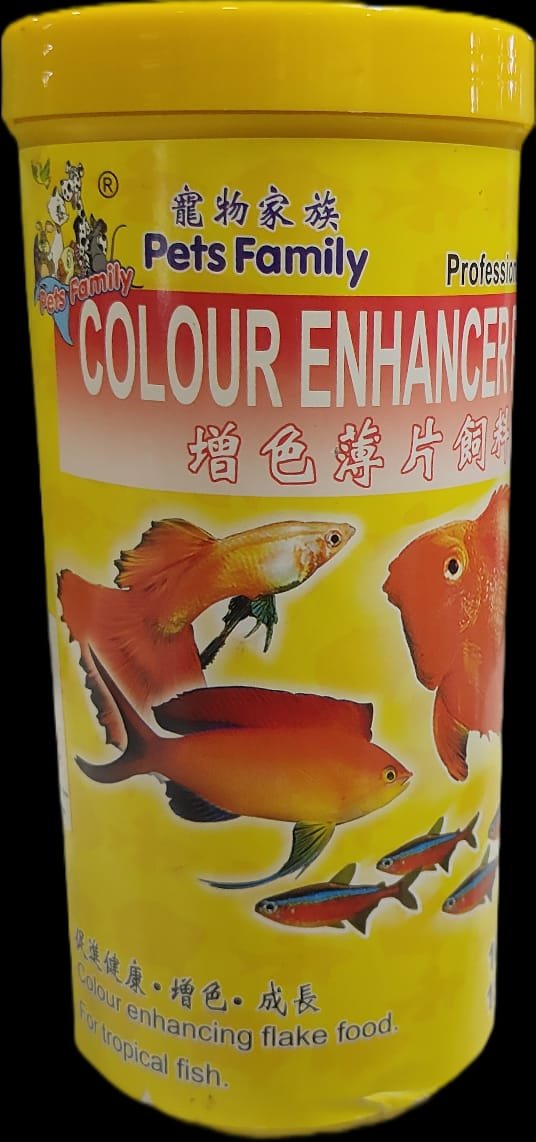 ®
寵物家族
Pets Family
Pets Family
COLOUR ENHANCER
增色薄片飼料
促進健康·增色·成長
Colour enhancing flake food.
For tropical fish.